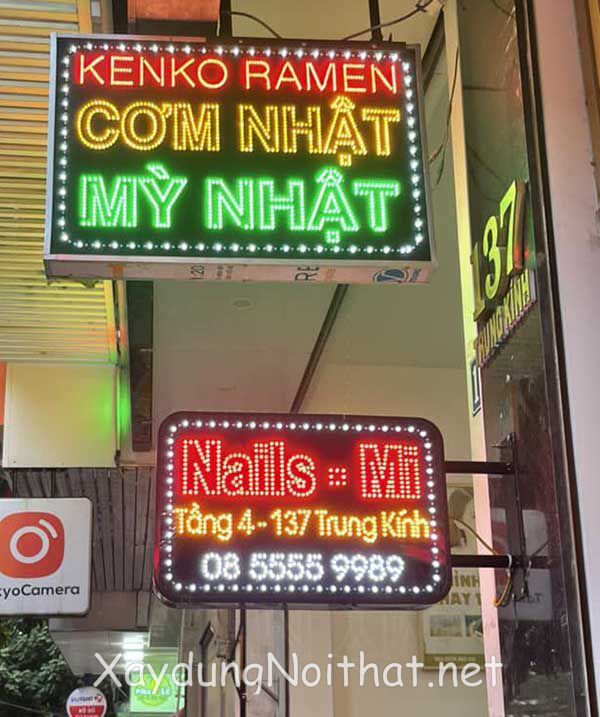 KENKO RAMEN
CƠM NHẬT
MỲ NHẬT
137
TRUNG KÍNH
Nails - Mi
Tầng 4 - 137 Trung Kính
08 5555 9989
kyoCamera
XaydungNoithat.net